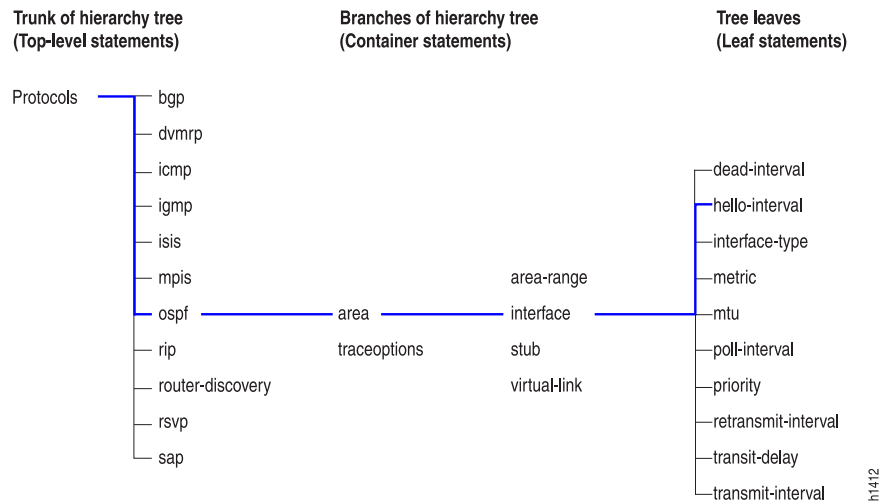 Trunk of hierarchy tree
(Top-level statements)
Branches of hierarchy tree
(Container statements)
Tree leaves
(Leaf statements)
Protocols
bgp
dvmrp
icmp
igmp
isis
mpis
ospf
rip
router-discovery
rsvp
sap
area
traceoptions
area-range
interface
stub
virtual-link
dead-interval
hello-interval
interface-type
metric
mtu
poll-interval
priority
retransmit-interval
transit-delay
transmit-interval
h1412